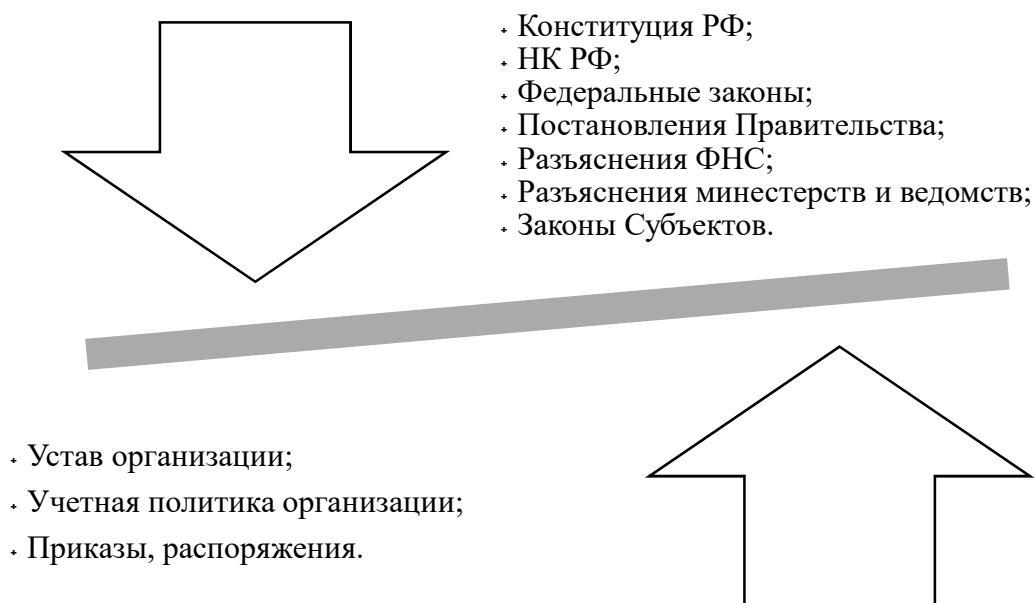 Конституция РФ;
НК РФ;
Федеральные законы;
Постановления Правительства;
Разъяснения ФНС;
Разъяснения минестерств и ведомств;
Законы Субъектов.
Устав организации;
Учетная политика организации;
Приказы, распоряжения.